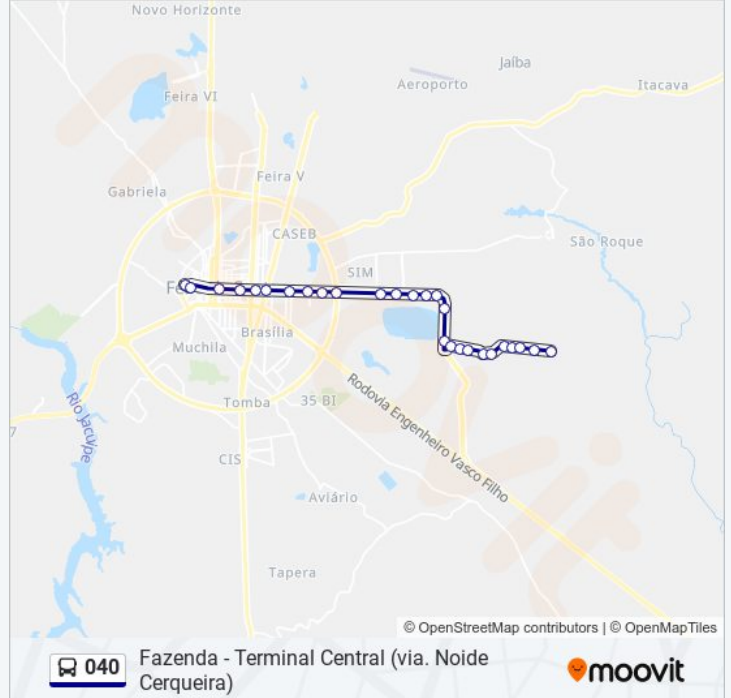 Novo Horizonte
Jaíba
Aeroporto
Itacava
Feira VI
Feira V
Gabriela
CASEB
São Roque
SIM
Fe
Brasília
Muchila
Rio Jacuípe
Tomba
35 BI
Rodovia Engenheiro Vasco Filho
7
CIS
Aviário
Tapera
© OpenStreetMap contributors | © OpenMapTiles
040
Fazenda - Terminal Central (via. Noide
Cerqueira)
moovit